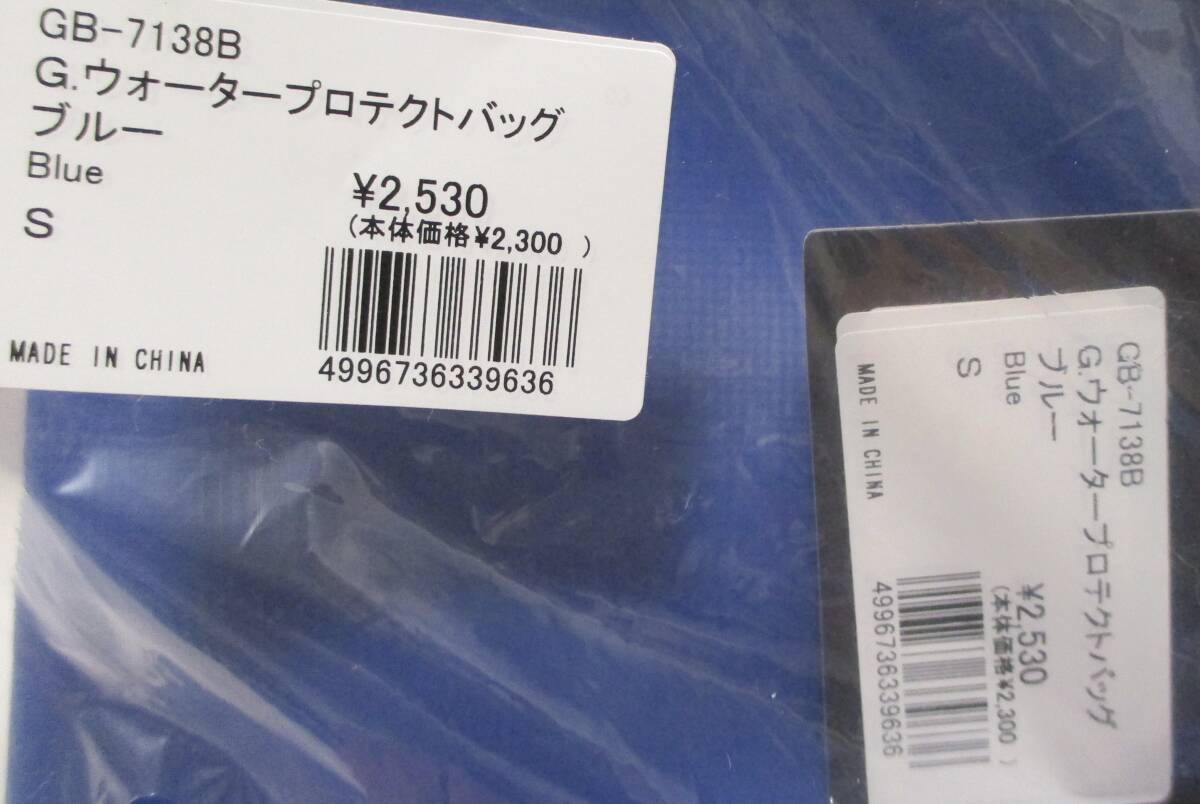 GB-7138B
G.ウォータープロテクトバッグ
ブルー
Blue
S
¥2,530
(本体価格¥2,300 )
4996736339636
MADE IN CHINA
GB-7138B
G.ウォータープロテクトバッグ
ブルー
Blue
S
¥2,530
(本体価格¥2,300 )
4996736339636
MADE IN CHINA